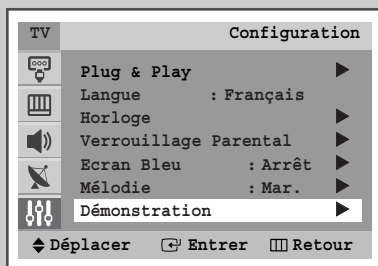 TV Configuration
Plug & Play
Langue : Français
Horloge
Verrouillage Parental
Ecran Bleu : Arrêt
Mélodie : Mar.
Démonstration
Déplacer Entrer Retour